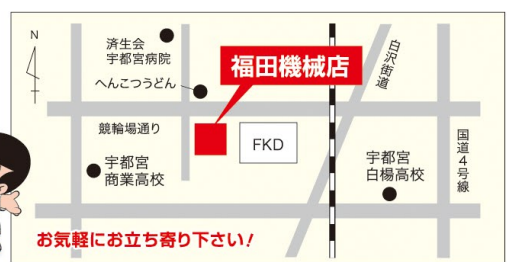 N
済生会
宇都宮病院
福田機械店
白沢街道
へんこつうどん
競輪場通り
FKD
国道4号線
宇都宮
商業高校
宇都宮
白楊高校
お気軽にお立ち寄り下さい!